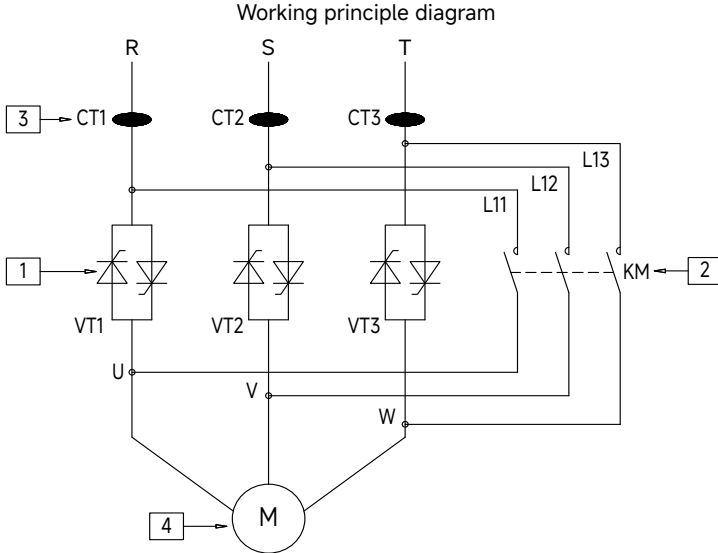 Working principle diagram
R S T
3 CT1 CT2 CT3
L13
L12
L11
1 KM 2
VT1 VT2 VT3
U
V
W
4 M